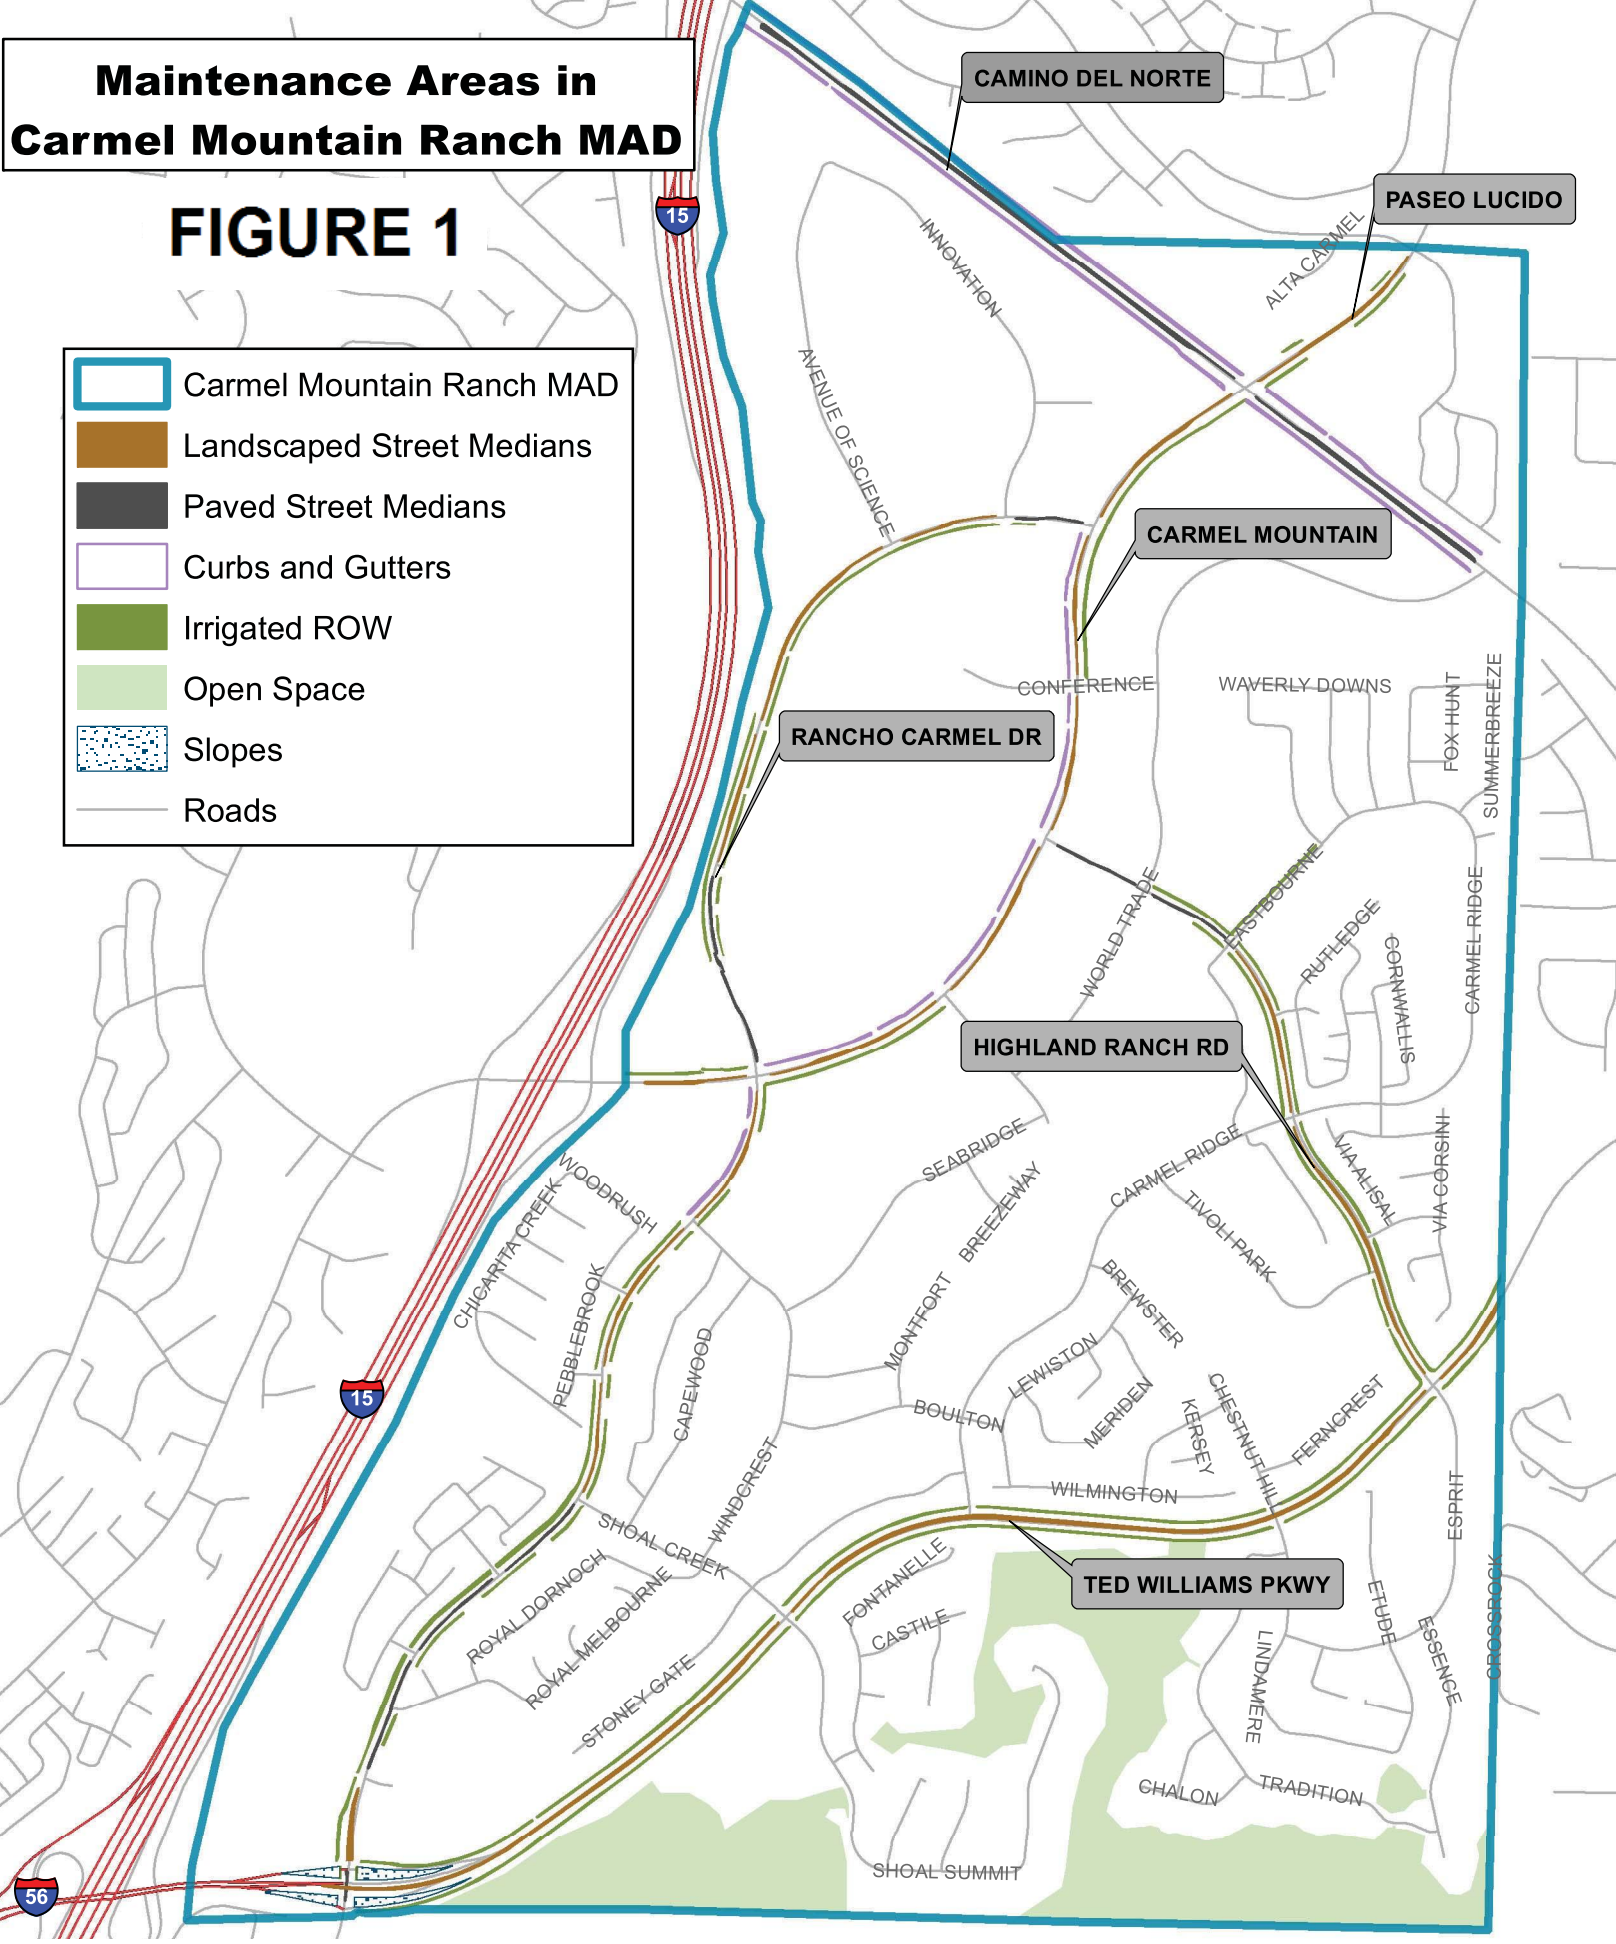 Maintenance Areas in
Carmel Mountain Ranch MAD
FIGURE 1
Carmel Mountain Ranch MAD
Landscaped Street Medians
Paved Street Medians
Curbs and Gutters
Irrigated ROW
Open Space
Slopes
Roads
15
CAMINO DEL NORTE
PASEO LUCIDO
ALTA CARMEL
INNOVATION
AVENUE OF SCIENCE
CARMEL MOUNTAIN
CONFERENCE
WAVERLY DOWNS
FOX HUNT
SUMMERBREEZE
RANCHO CARMEL DR
EASTBOURNE
WORLD TRADE
RUTLEDGE
CORNWALLIS
CARMEL RIDGE
HIGHLAND RANCH RD
SEABRIDGE
BREEZEWAY
CARMEL RIDGE
VIA ALISAL
VIA CORSINI
TIVOLI PARK
WOODRUSH
CHICARITA CREEK
PEBBLEBROOK
CAPEWOOD
MONTFORT
BREWSTER
LEWISTON
MERIDEN
KERSEY
CHESTNUT HILL
FERNCREST
BOULTON
15
WINDCREST
WILMINGTON
ESPRIT
SHOAL CREEK
ROYAL DORNOCH
ROYAL MELBOURNE
STONEY GATE
FONTANELLE
CASTILE
TED WILLIAMS PKWY
ETUDE
ESSENCE
CROSSROCK
LINDAMERE
CHALON
TRADITION
SHOAL SUMMIT
56